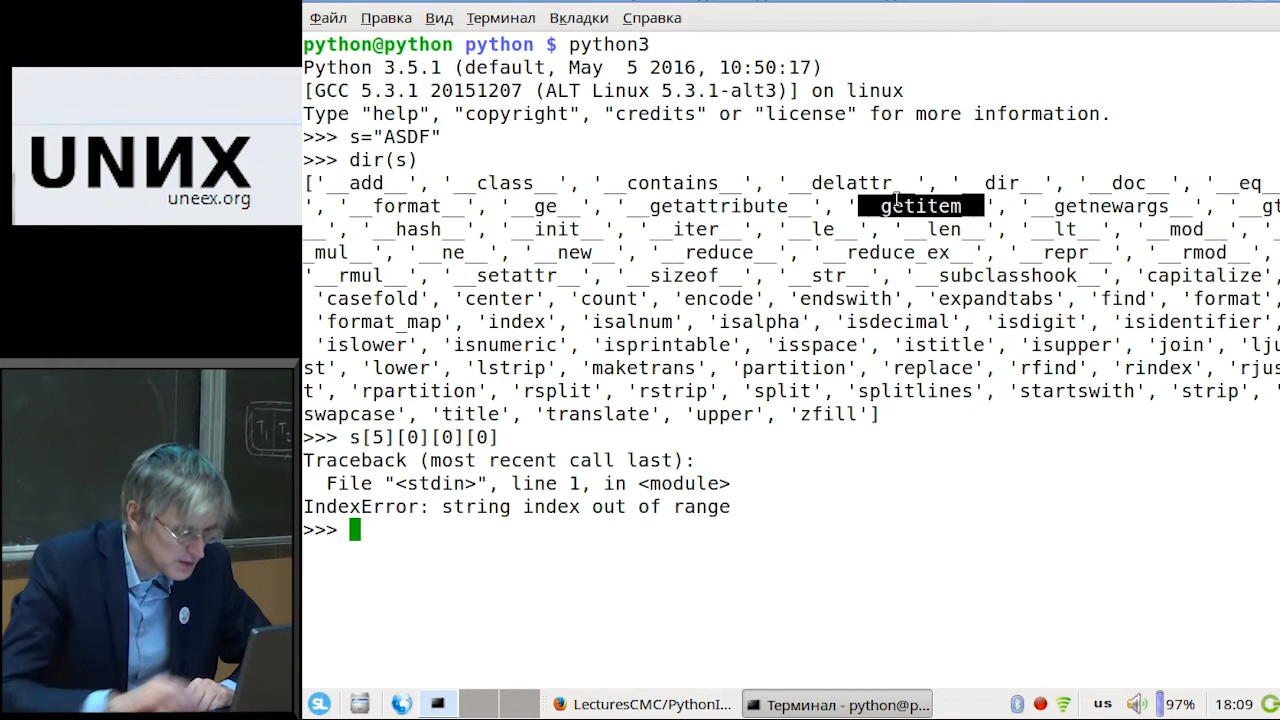 UNИX
uneex.org
Файл Правка Вид Терминал Вкладки Справка
python@python python $ python3
Python 3.5.1 (default, May  5 2016, 10:50:17)
[GCC 5.3.1 20151207 (ALT Linux 5.3.1-alt3)] on linux
Type "help", "copyright", "credits" or "license" for more information.
>>> s="ASDF"
>>> dir(s)
['__add__', '__class__', '__contains__', '__delattr__', '__dir__', '__doc__', '__eq__
', '__format__', '__ge__', '__getattribute__', '__getitem__', '__getnewargs__', '__gt
__hash__', '__init__', '__iter__', '__le__', '__len__', '__lt__', '__mod__', '
_mul__', '__ne__', '__new__', '__reduce__', '__reduce_ex__', '__repr__', '__rmod__',
'__rmul__', '__setattr__', '__sizeof__', '__str__', '__subclasshook__', 'capitalize',
'casefold', 'center', 'count', 'encode', 'endswith', 'expandtabs', 'find', 'format',
'format_map', 'index', 'isalnum', 'isalpha', 'isdecimal', 'isdigit', 'isidentifier',
'islower', 'isnumeric', 'isprintable', 'isspace', 'istitle', 'isupper', 'join', 'lju
st', 'lower', 'lstrip', 'maketrans', 'partition', 'replace', 'rfind', 'rindex', 'rjus
t', 'rpartition', 'rsplit', 'rstrip', 'split', 'splitlines', 'startswith', 'strip', '
swapcase', 'title', 'translate', 'upper', 'zfill']
>>> s[5][0][0][0]
Traceback (most recent call last):
  File "<stdin>", line 1, in <module>
IndexError: string index out of range
>>>
LecturesCMC/PythonI... Терминал - python@p... us 97% 18:09
T₁ T₂